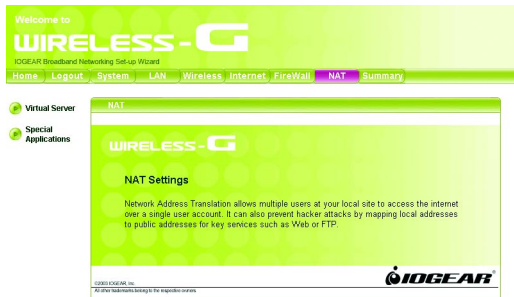 Welcome to
WIRELESS-G
IOGEAR Broadband Networking Set-up Wizard
Home Logout System LAN Wireless Internet FireWall NAT Summary
Virtual Server
Special
Applications
NAT
WIRELESS-G
NAT Settings
Network Address Translation allows multiple users at your local site to access the internet
over a single user account. It can also prevent hacker attacks by mapping local addresses
to public addresses for key services such as Web or FTP.
©2003 IOGEAR, Inc.
All other trademarks belong to the respective owners.
IOGEAR®